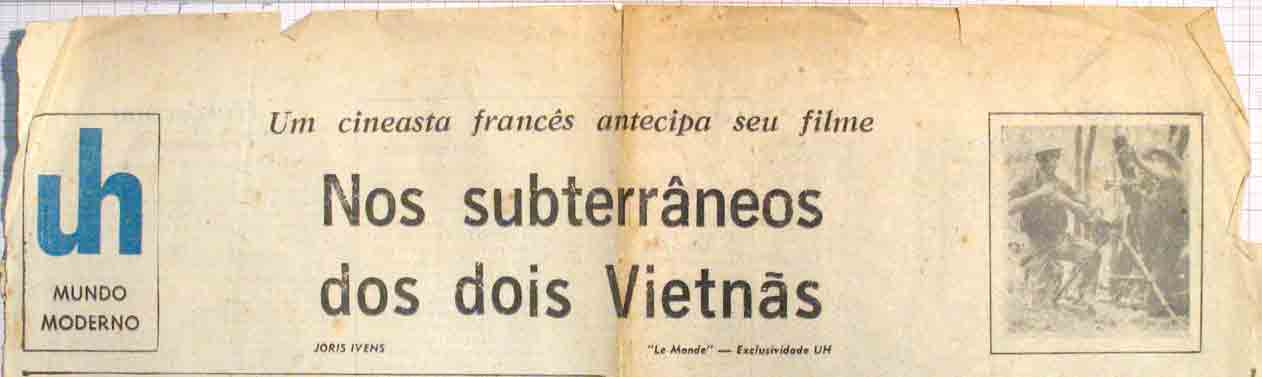 uh
MUNDO
MODERNO
Um cineasta francês antecipa seu filme
Nos subterrâneos
dos dois Vietnãs
JORIS IVENS
"Le Monde" — Exclusividade UH